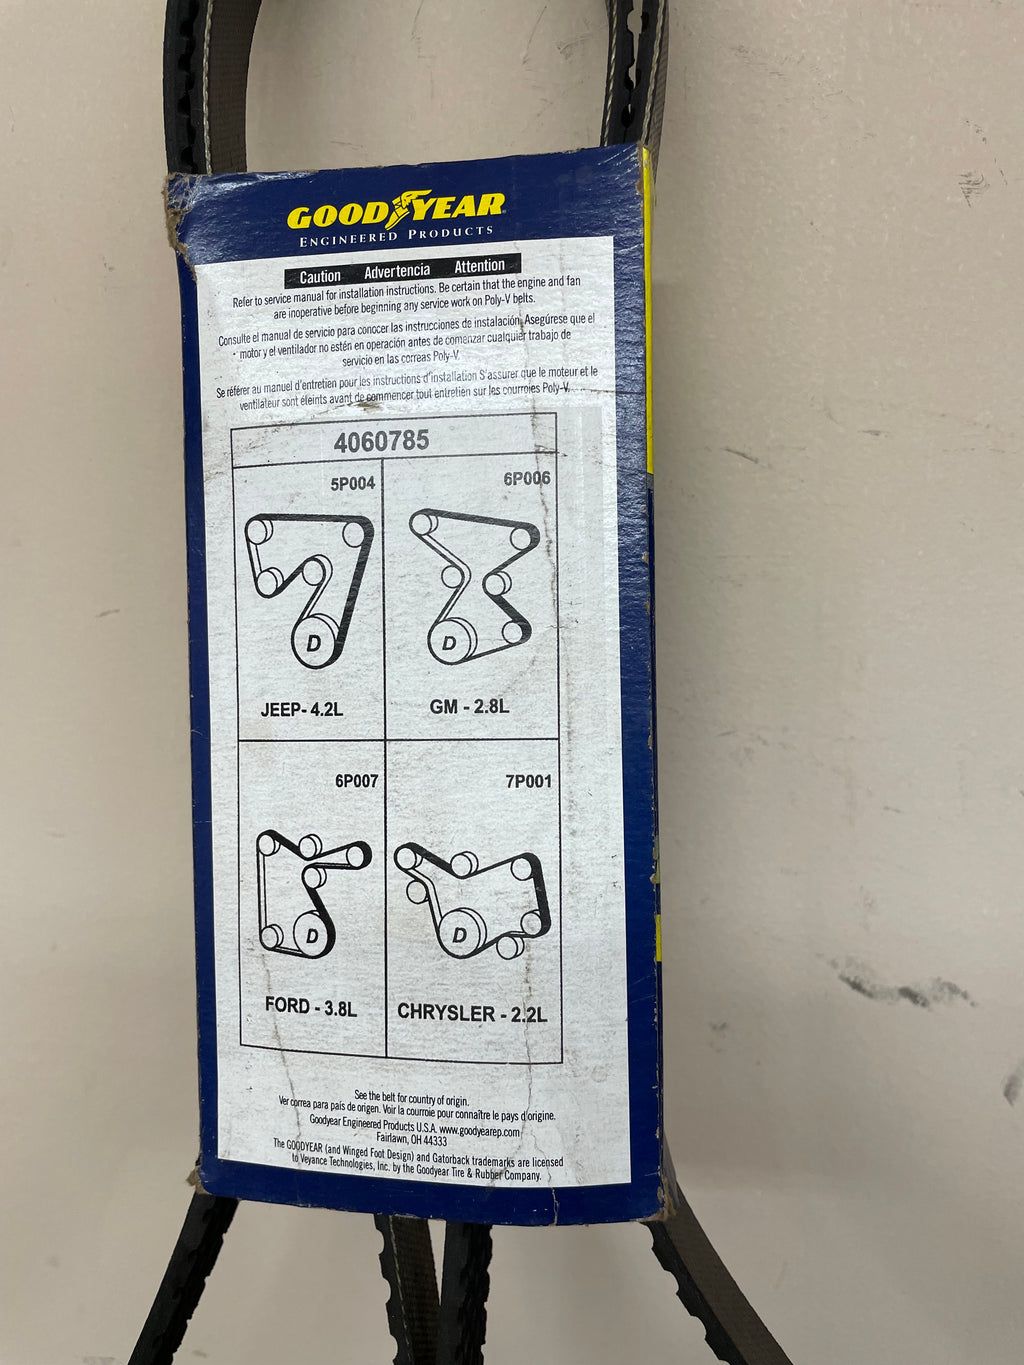 GOODYEAR
ENGINEERED PRODUCTS
Caution Advertencia Attention
Refer to service manual for installation instructions. Be certain that the engine and fan
are inoperative before beginning any service work on Poly-V belts.
Consulte el manual de servicio para conocer las instrucciones de instalación. Asegúrese que el
motor y el ventilador no estén en operación antes de comenzar cualquier trabajo de
servicio en las correas Poly-V.
Se référer au manuel d'entretien pour les instructions d'installation S'assurer que le moteur et le
ventilateur sont éteints avant de commencer tout entretien sur les courroies Poly-V.
4060785
5P004
6P006
D
D
JEEP- 4.2L
GM - 2.8L
6P007
7P001
D
D
FORD - 3.8L
CHRYSLER - 2.2L
See the belt for country of origin.
Ver correa para país de origen. Voir la courroie pour connaître le pays d'origine.
Goodyear Engineered Products U.S.A. www.goodyearep.com
Fairlawn, OH 44333
The GOODYEAR (and Winged Foot Design) and Gatorback trademarks are licensed
to Veyance Technologies, Inc. by the Goodyear Tire & Rubber Company.